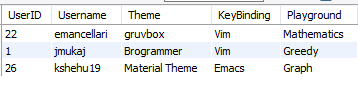 UserID Username Theme KeyBinding Playground
22 emancellari gruvbox Vim Mathematics
1 jmukaj Brogrammer Vim Greedy
26 kshehu19 Material Theme Emacs Graph